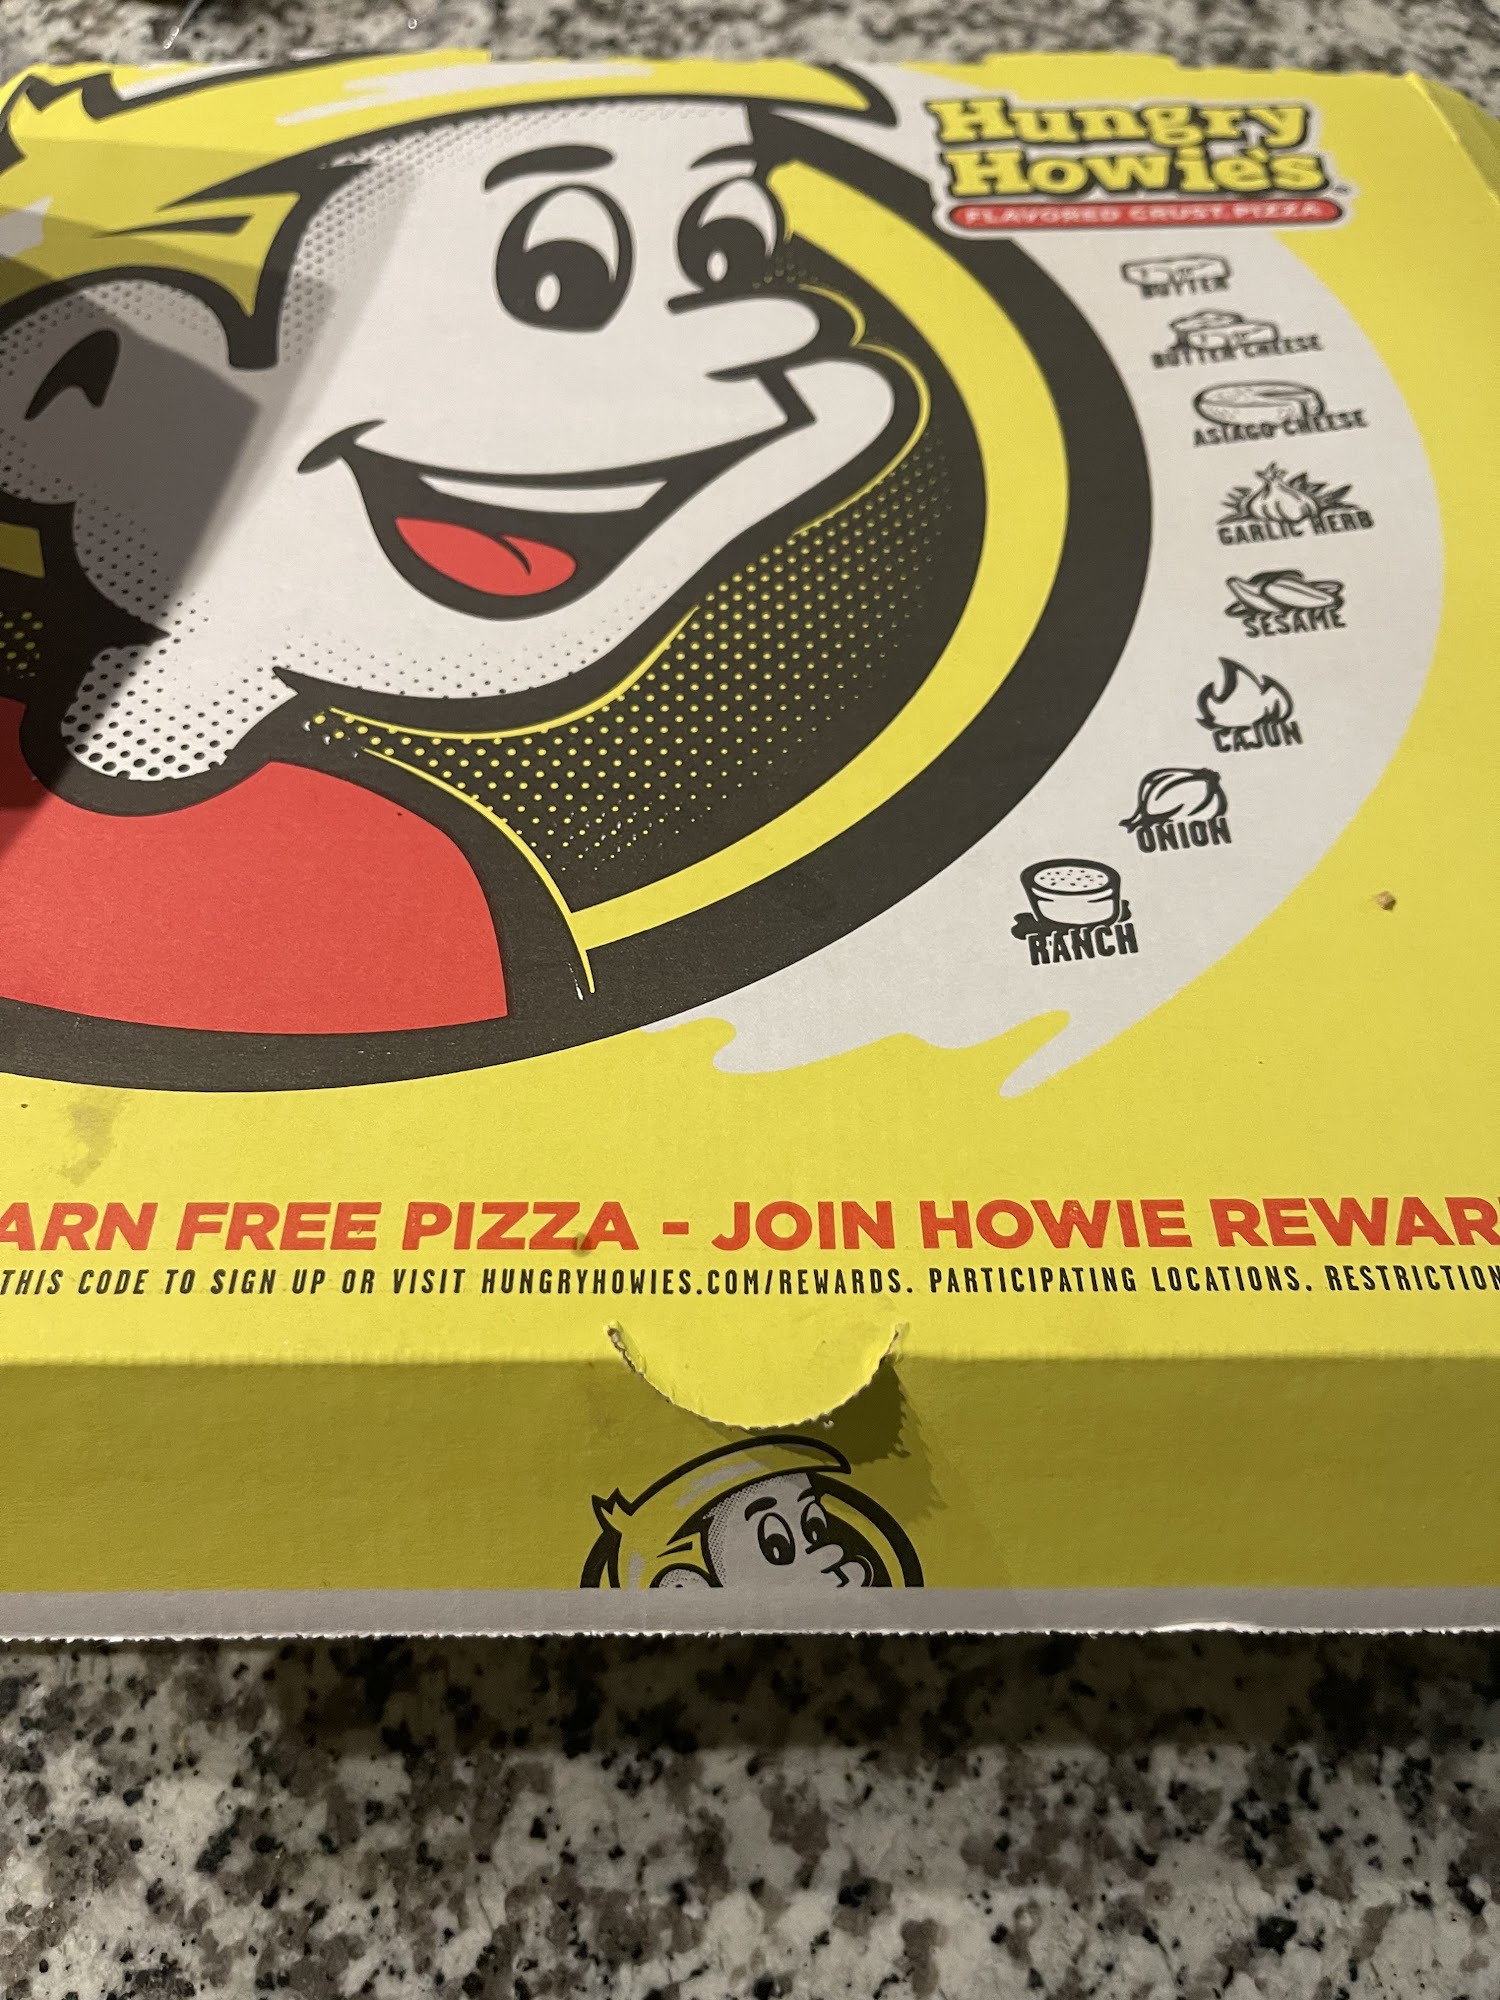 Hungry
Howie's
FLAVORED CRUST PIZZA
BUTTER
BUTTER CHEESE
ASIAGO CHEESE
GARLIC HERB
SESAME
CAJUN
ONION
RANCH
ARN FREE PIZZA - JOIN HOWIE REWAR
THIS CODE TO SIGN UP OR VISIT HUNGRYHOWIES.COM/REWARDS. PARTICIPATING LOCATIONS. RESTRICTION